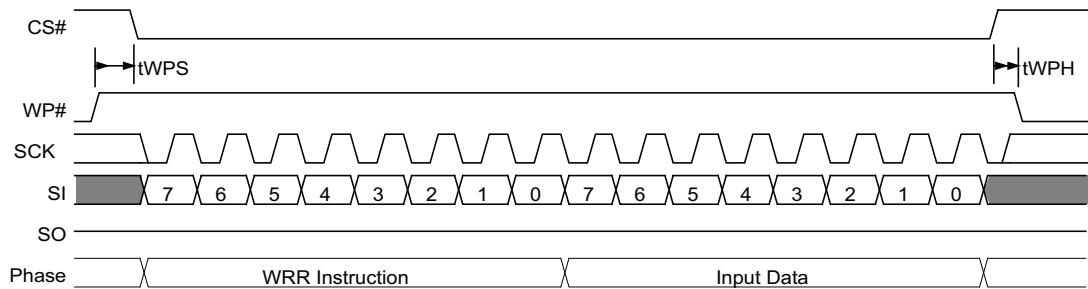 CS#
tWPS
tWPH
WP#
SCK
SI 7 6 5 4 3 2 1 0 7 6 5 4 3 2 1 0
SO
Phase WRR Instruction Input Data